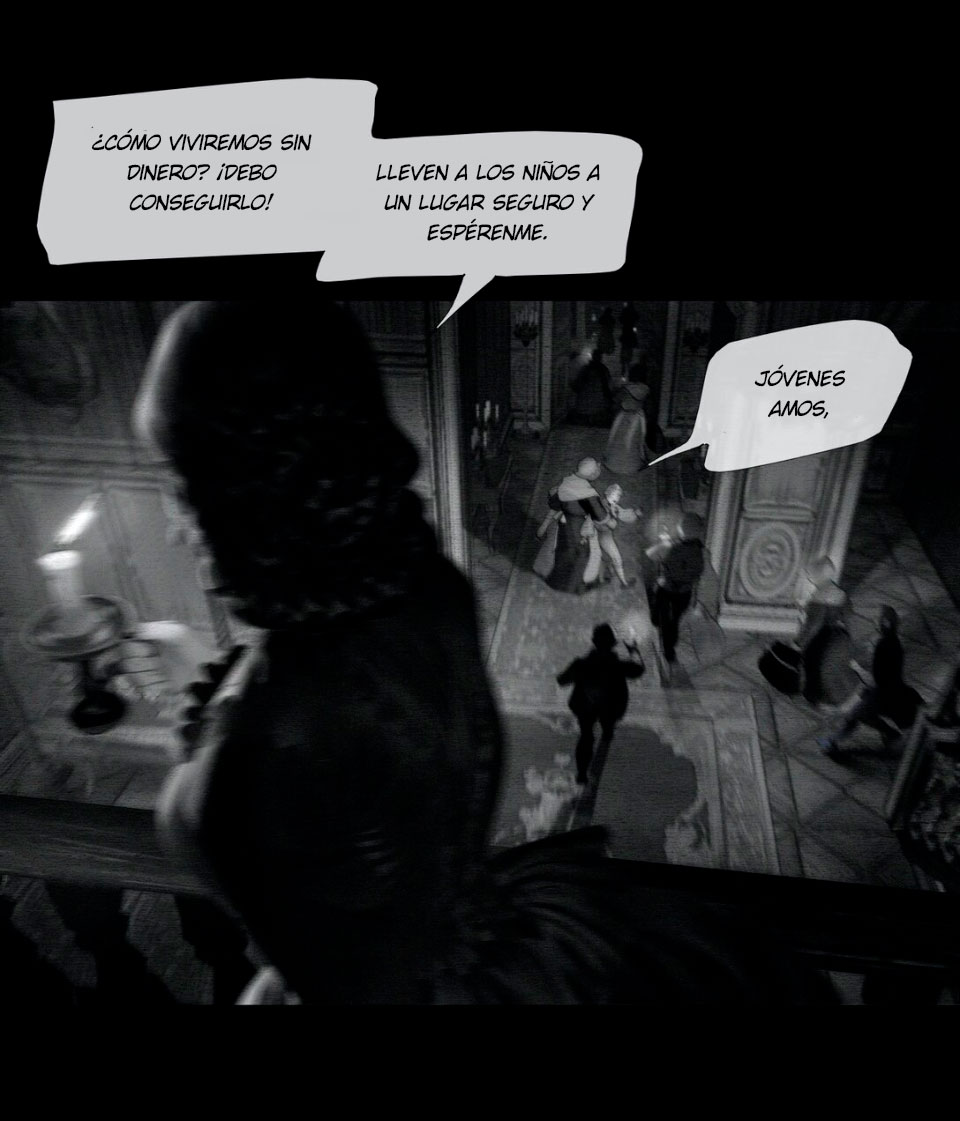 ¿CÓMO VIVIREMOS SIN
DINERO? ¡DEBO
CONSEGUIRLO!
LLEVEN A LOS NIÑOS A
UN LUGAR SEGURO Y
ESPÉRENME.
JÓVENES
AMOS,